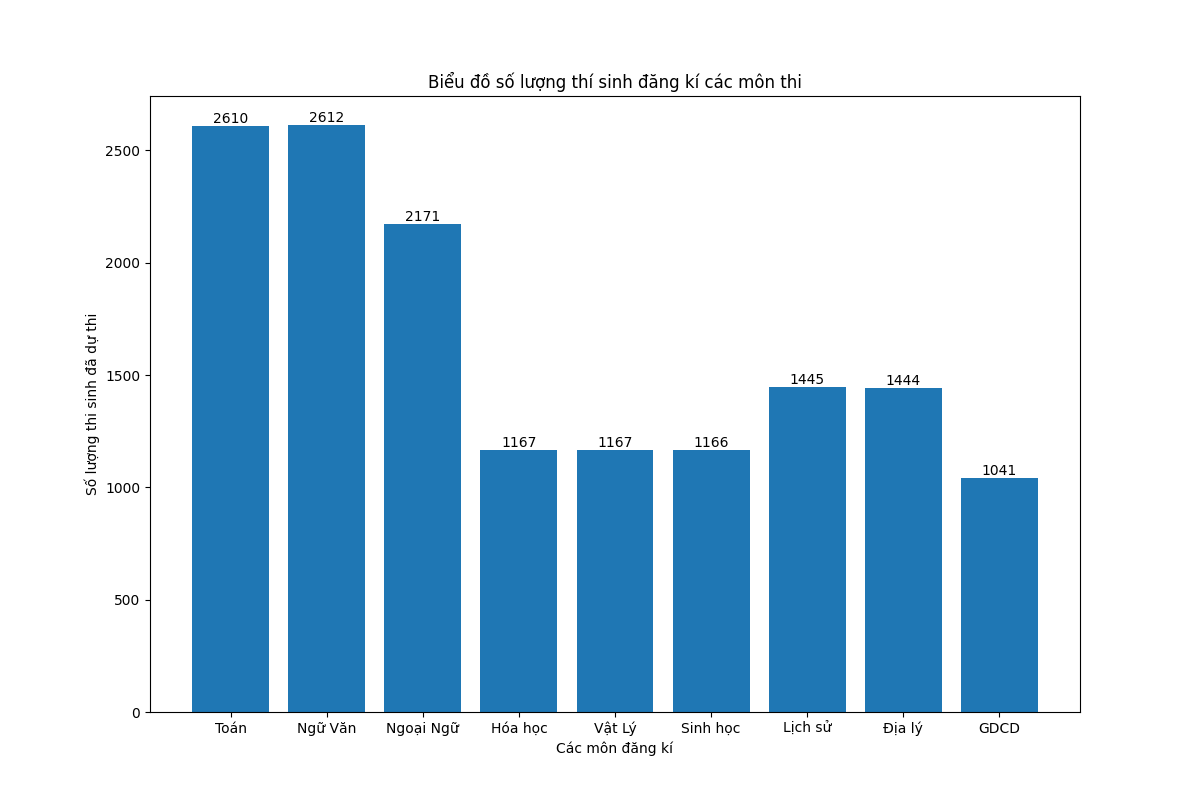 Biểu đồ số lượng thí sinh đăng kí các môn thi
2610
2612
2171
1167
1167
1166
1445
1444
1041
2500
2000
1500
1000
500
0
Số lượng thi sinh đã dự thi
Toán
Ngữ Văn
Ngoại Ngữ
Hóa học
Vật Lý
Sinh học
Lịch sử
Địa lý
GDCD
Các môn đăng kí